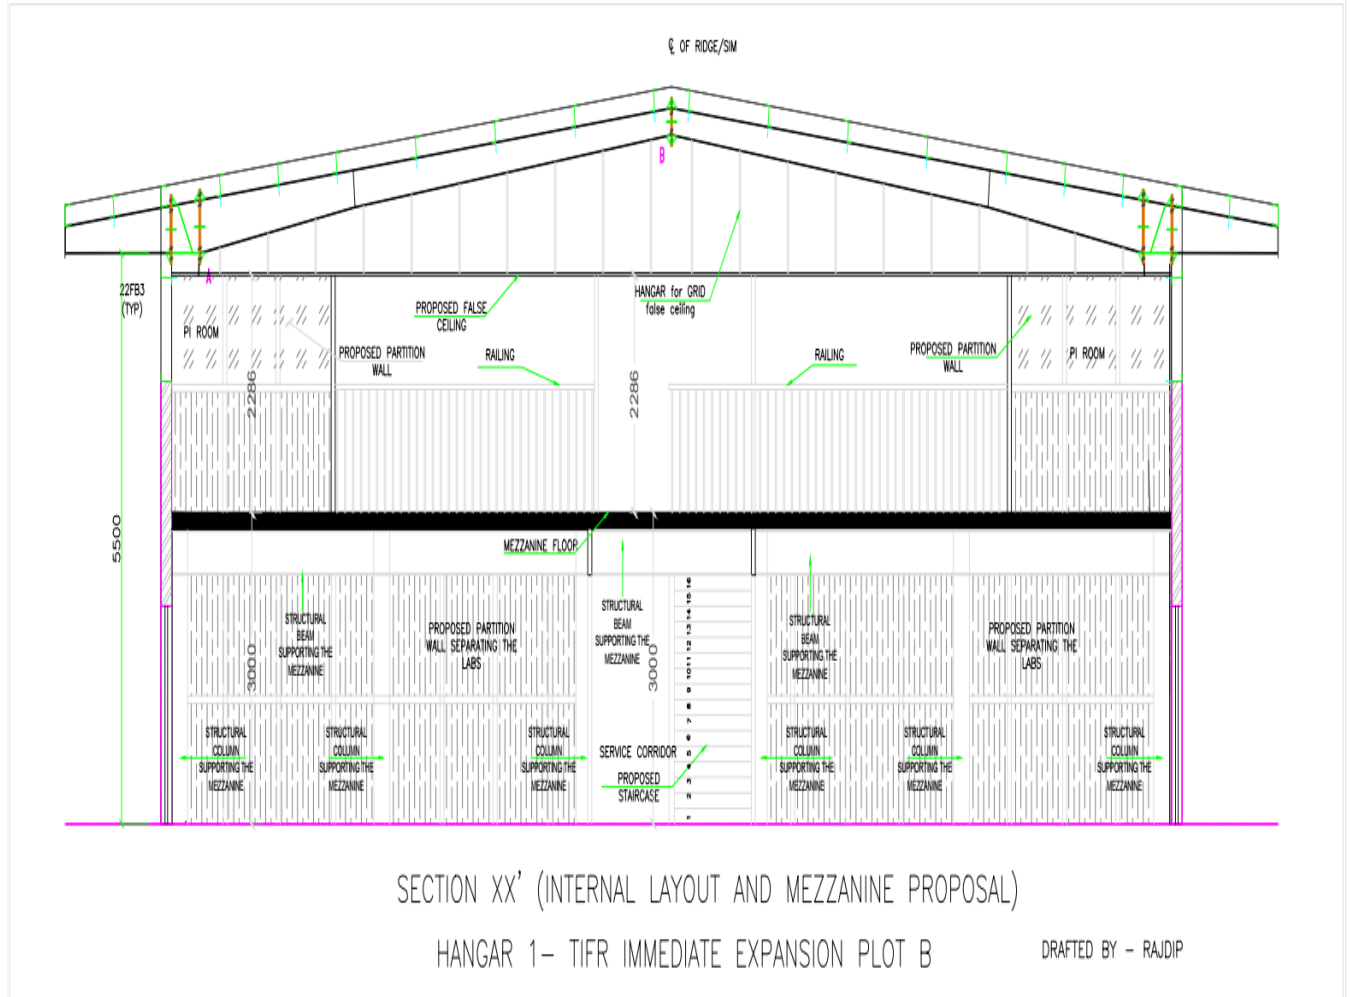 ℄ OF RIDGE/SIM
B
A
22FB3
(TYP)
PROPOSED FALSE
CEILING
HANGAR for GRID
false ceiling
PI ROOM
PROPOSED PARTITION
WALL
RAILING
RAILING
PROPOSED PARTITION
WALL
PI ROOM
2286
2286
5500
MEZZANINE FLOOR
STRUCTURAL
BEAM
SUPPORTING THE
MEZZANINE
PROPOSED PARTITION
WALL SEPARATING THE
LABS
STRUCTURAL
BEAM
SUPPORTING THE
MEZZANINE
STRUCTURAL
BEAM
SUPPORTING THE
MEZZANINE
PROPOSED PARTITION
WALL SEPARATING THE
LABS
3000
3000
16
15
14
13
12
11
10
9
8
7
6
5
4
3
2
1
STRUCTURAL
COLUMN
SUPPORTING THE
MEZZANINE
STRUCTURAL
COLUMN
SUPPORTING THE
MEZZANINE
STRUCTURAL
COLUMN
SUPPORTING THE
MEZZANINE
SERVICE CORRIDOR
PROPOSED
STAIRCASE
STRUCTURAL
COLUMN
SUPPORTING THE
MEZZANINE
STRUCTURAL
COLUMN
SUPPORTING THE
MEZZANINE
STRUCTURAL
COLUMN
SUPPORTING THE
MEZZANINE
SECTION XX' (INTERNAL LAYOUT AND MEZZANINE PROPOSAL)
HANGAR 1- TIFR IMMEDIATE EXPANSION PLOT B
DRAFTED BY - RAJDIP